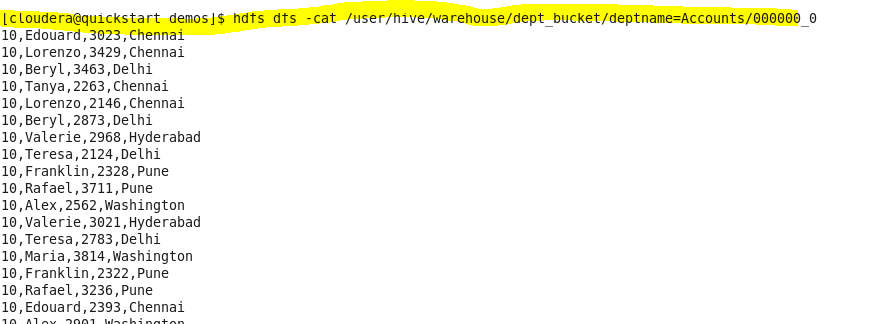 [cloudera@quickstart demos]$ hdfs dfs -cat /user/hive/warehouse/dept_bucket/deptname=Accounts/000000_0
10,Edouard,3023,Chennai
10,Lorenzo,3429,Chennai
10,Beryl,3463,Delhi
10,Tanya,2263,Chennai
10,Lorenzo,2146,Chennai
10,Beryl,2873,Delhi
10,Valerie,2968,Hyderabad
10,Teresa,2124,Delhi
10,Franklin,2328,Pune
10,Rafael,3711,Pune
10,Alex,2562,Washington
10,Valerie,3021,Hyderabad
10,Teresa,2783,Delhi
10,Maria,3814,Washington
10,Franklin,2322,Pune
10,Rafael,3236,Pune
10,Edouard,2393,Chennai
10,Alex,2901,Washington